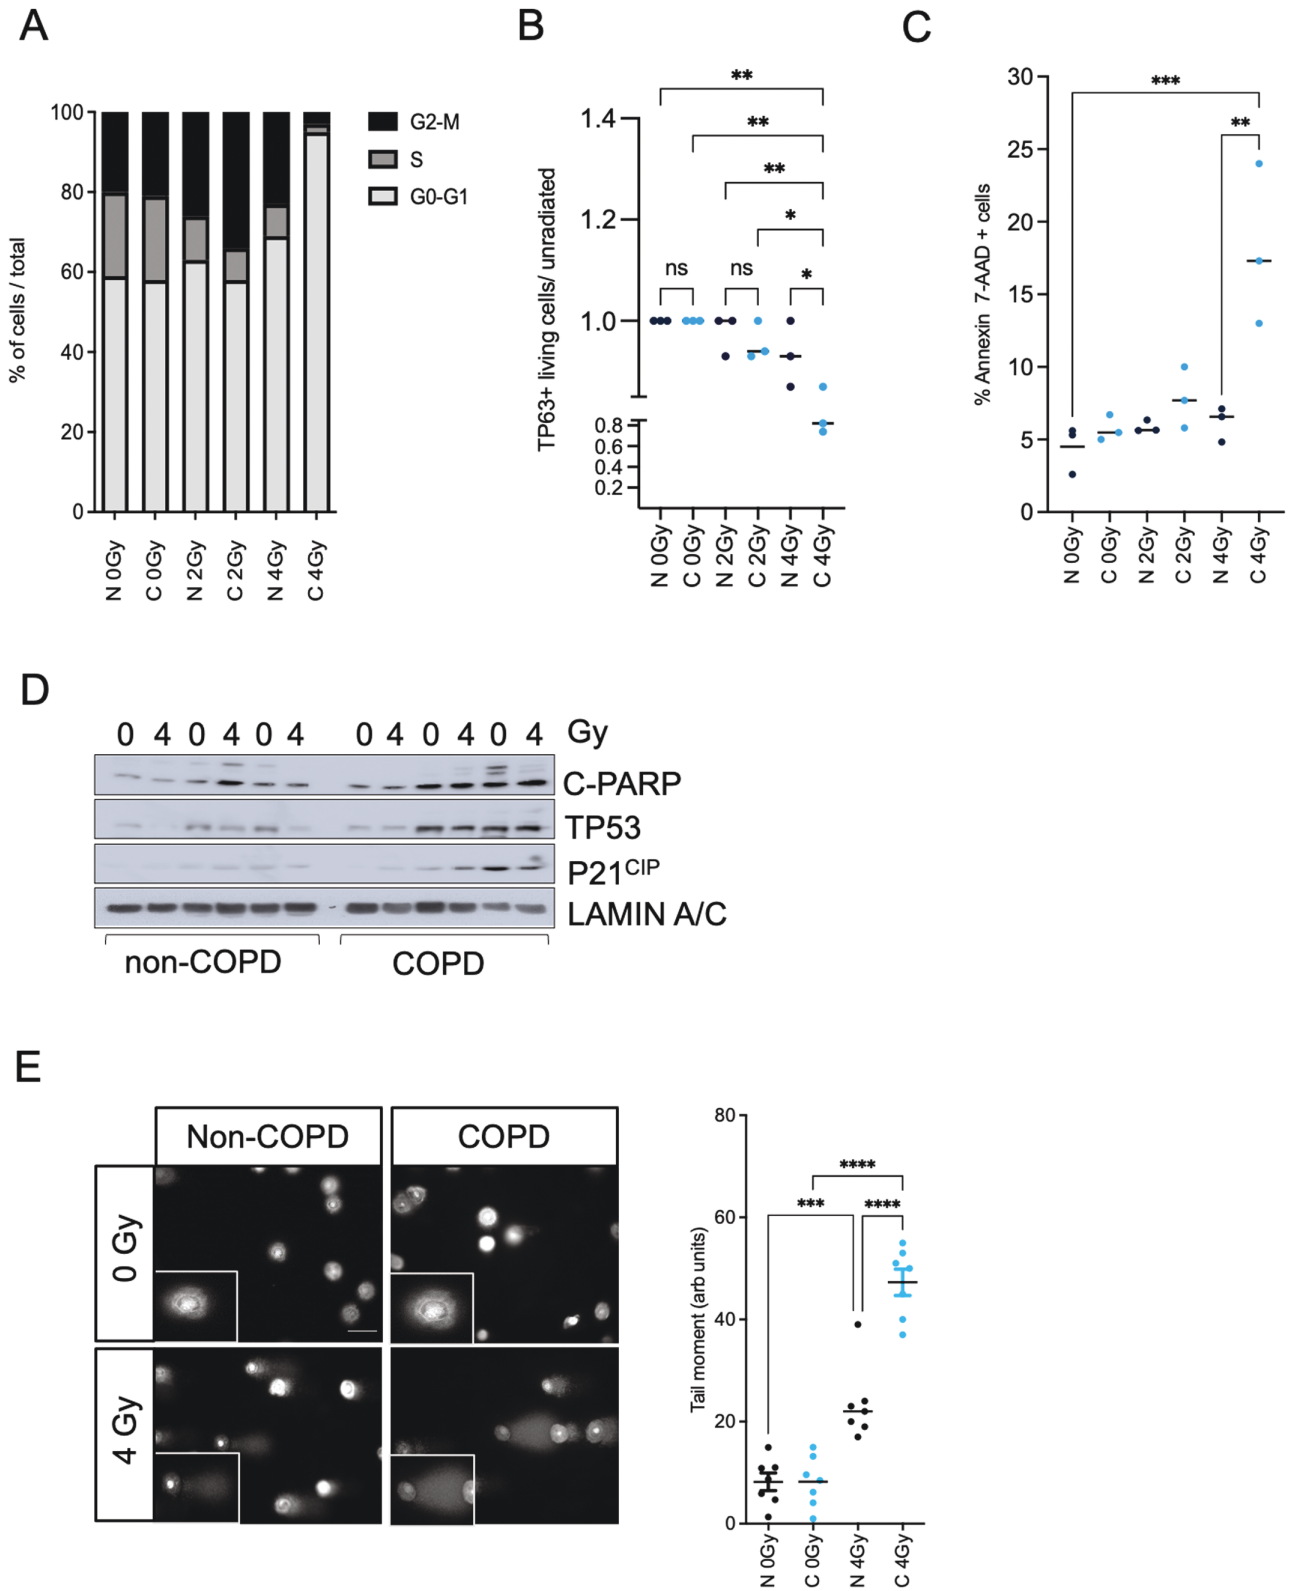 A
% of cells / total
100
80
60
40
20
0
G2-M
S
G0-G1
N 0Gy
C 0Gy
N 2Gy
C 2Gy
N 4Gy
C 4Gy
B
TP63+ living cells/ unradiated
1.4
1.2
1.0
0.8
0.6
0.4
0.2
**
**
**
*
ns
ns
*
N 0Gy
C 0Gy
N 2Gy
C 2Gy
N 4Gy
C 4Gy
C
% Annexin 7-AAD + cells
30
25
20
15
10
5
0
***
**
N 0Gy
C 0Gy
N 2Gy
C 2Gy
N 4Gy
C 4Gy
D
0 4 0 4 0 4 0 4 0 4 0 4 Gy
C-PARP
TP53
P21CIP
LAMIN A/C
non-COPD COPD
E
Non-COPD COPD
0 Gy
4 Gy
Tail moment (arb units)
80
60
40
20
0
****
*** ****
N 0Gy
C 0Gy
N 4Gy
C 4Gy